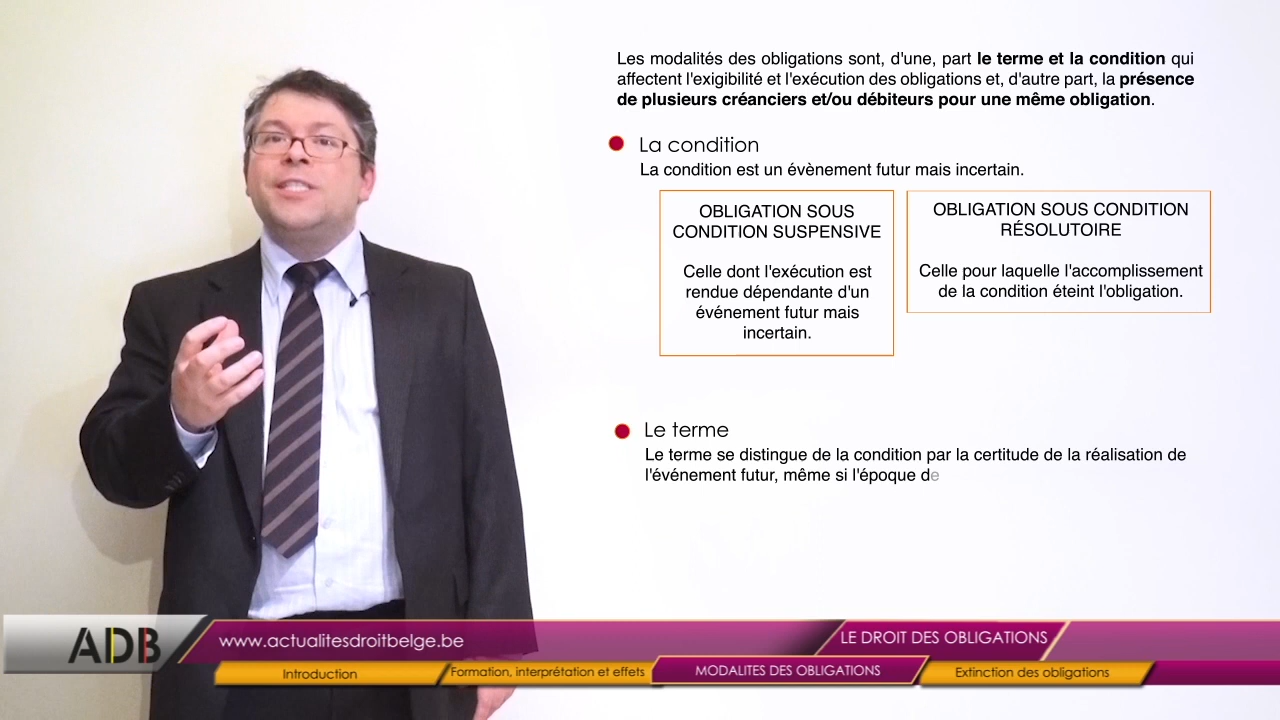 Les modalités des obligations sont, d'une, part le terme et la condition qui
affectent l'exigibilité et l'exécution des obligations et, d'autre part, la présence
de plusieurs créanciers et/ou débiteurs pour une même obligation.
La condition
La condition est un évènement futur mais incertain.
OBLIGATION SOUS
CONDITION SUSPENSIVE
Celle dont l'exécution est
rendue dépendante d'un
événement futur mais
incertain.
OBLIGATION SOUS CONDITION
RÉSOLUTOIRE
Celle pour laquelle l'accomplissement
de la condition éteint l'obligation.
Le terme
Le terme se distingue de la condition par la certitude de la réalisation de
l'événement futur, même si l'époque de
ADB
www.actualitesdroitbelge.be
LE DROIT DES OBLIGATIONS
Introduction
Formation, interprétation et effets
MODALITES DES OBLIGATIONS
Extinction des obligations